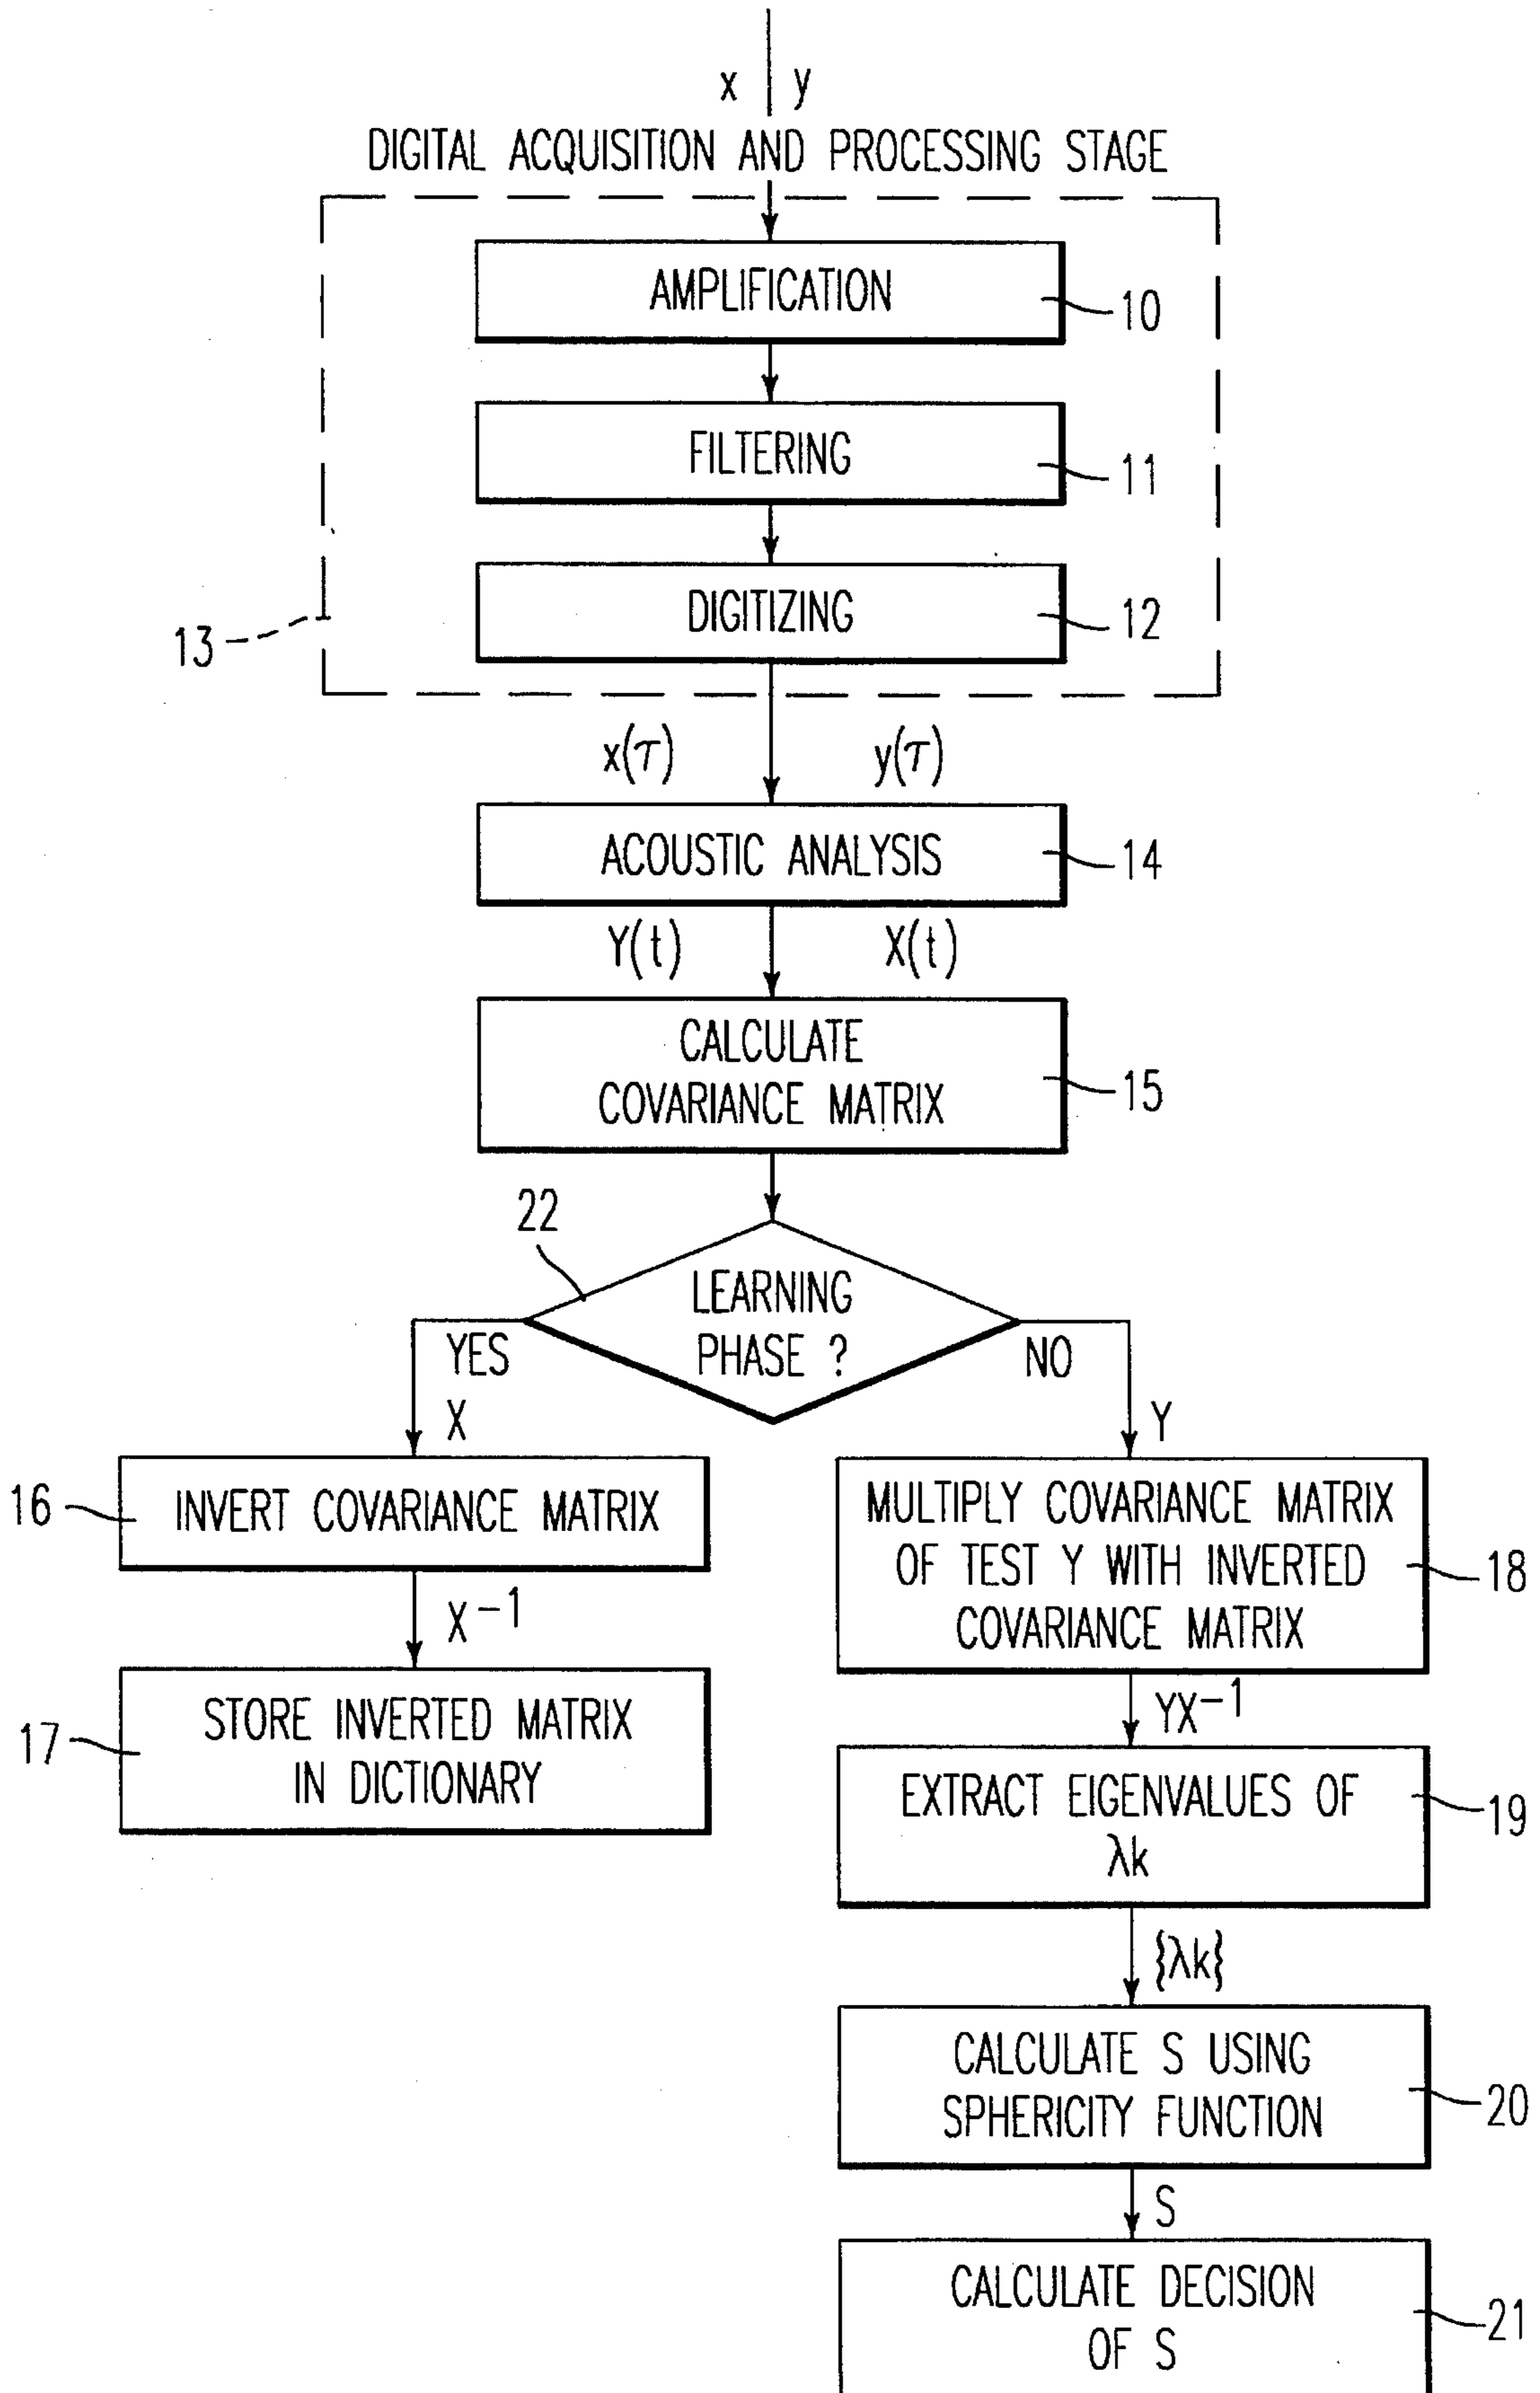 x y
DIGITAL ACQUISITION AND PROCESSING STAGE
AMPLIFICATION
10
FILTERING
11
DIGITIZING
12
13
x(τ) y(τ)
ACOUSTIC ANALYSIS
14
Y(t) X(t)
CALCULATE
COVARIANCE MATRIX
15
22
LEARNING
PHASE ?
YES
NO
X
Y
16
INVERT COVARIANCE MATRIX
X⁻¹
17
STORE INVERTED MATRIX
IN DICTIONARY
MULTIPLY COVARIANCE MATRIX
OF TEST Y WITH INVERTED
COVARIANCE MATRIX
18
YX⁻¹
EXTRACT EIGENVALUES OF
λk
19
{λk}
CALCULATE S USING
SPHERICITY FUNCTION
20
S
CALCULATE DECISION
OF S
21